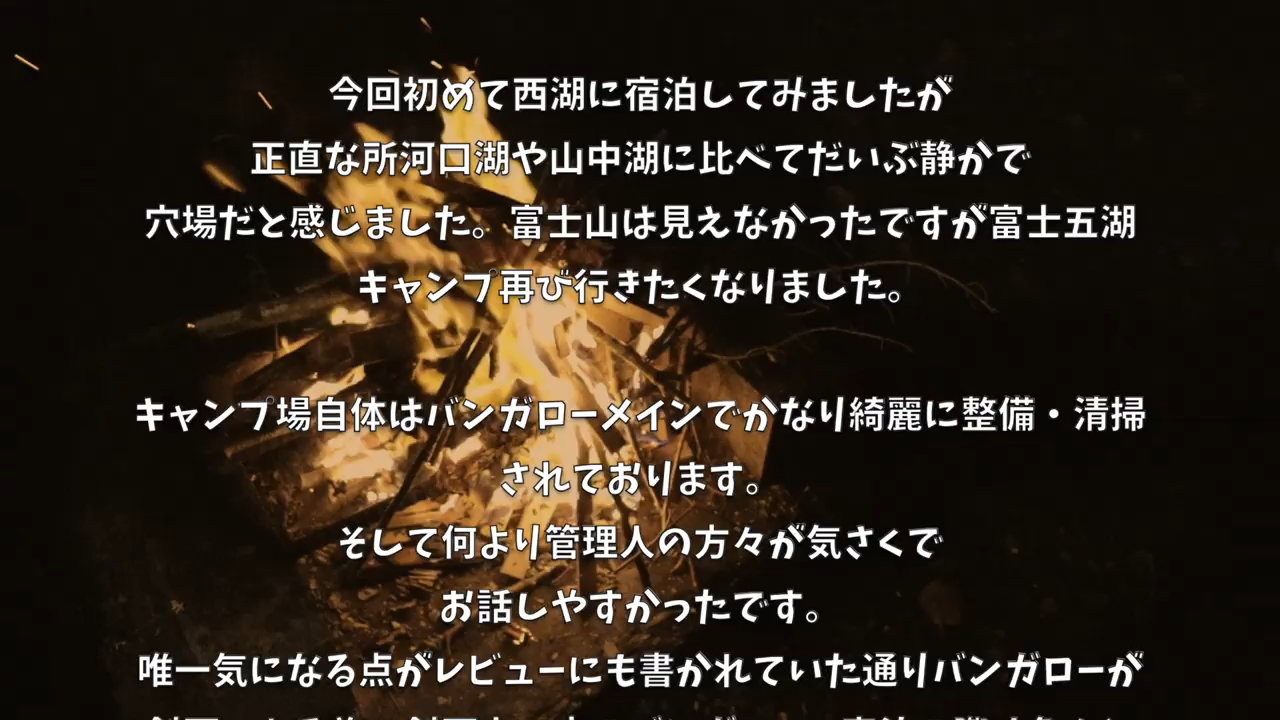 今回初めて西湖に宿泊してみましたが
正直な所河口湖や山中湖に比べてだいぶ静かで
穴場だと感じました。富士山は見えなかったですが富士五湖
キャンプ再び行きたくなりました。
キャンプ場自体はバンガローメインでかなり綺麗に整備・清掃
されております。
そして何より管理人の方々が気さくで
お話しやすかったです。
唯一気になる点がレビューにも書かれていた通りバンガローが